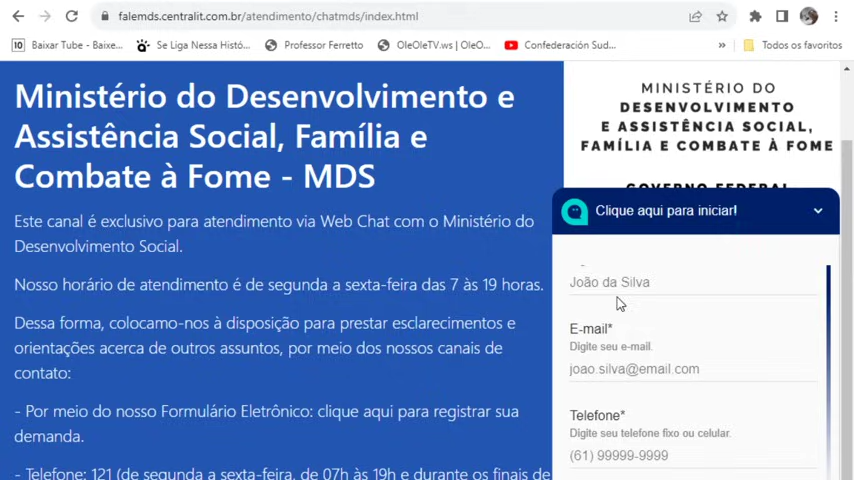 falemds.centralit.com.br/atendimento/chatmds/index.html
10 Baixar Tube - Baixe... Se Liga Nessa Histó... Professor Ferretto OleOleTV.ws | OleO... Confederación Sud... » Todos os favoritos
Ministério do Desenvolvimento e
Assistência Social, Família e
Combate à Fome - MDS
Este canal é exclusivo para atendimento via Web Chat com o Ministério do
Desenvolvimento Social.
Nosso horário de atendimento é de segunda a sexta-feira das 7 às 19 horas.
Dessa forma, colocamo-nos à disposição para prestar esclarecimentos e
orientações acerca de outros assuntos, por meio dos nossos canais de
contato:
- Por meio do nosso Formulário Eletrônico: clique aqui para registrar sua
demanda.
- Telefone: 121 (de segunda a sexta-feira, de 07h às 19h e durante os finais de
MINISTÉRIO DO
DESENVOLVIMENTO
E ASSISTÊNCIA SOCIAL,
FAMÍLIA E COMBATE À FOME
GOVERNO FEDERAL
Clique aqui para iniciar!
João da Silva
E-mail*
Digite seu e-mail.
joao.silva@email.com
Telefone*
Digite seu telefone fixo ou celular.
(61) 99999-9999